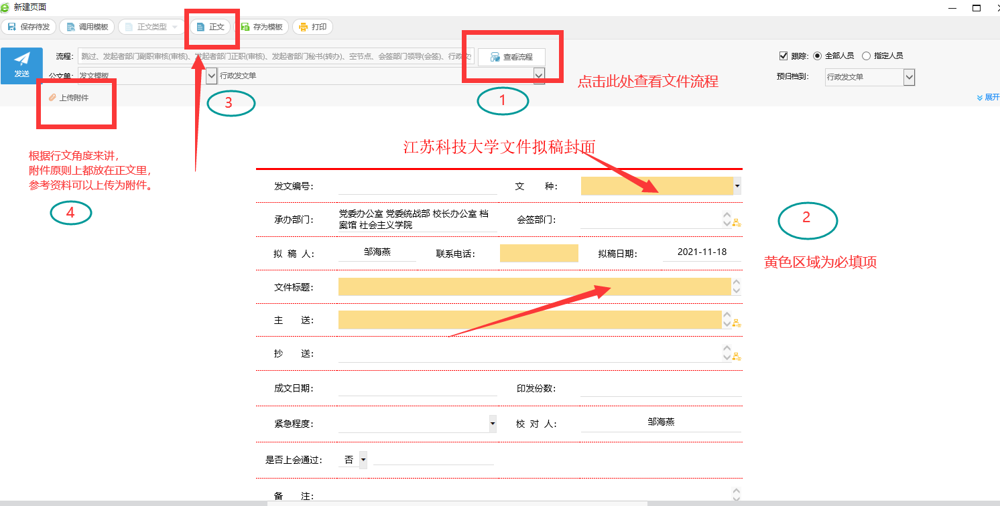 新建页面
保存待发 调用模板 正文类型 正文 存为模板 打印
流程： 跳过、发起者部门副职审核(审核)、发起者部门正职(审核)、发起者部门秘书(转办)、空节点、会签部门领导(会签)、行政 查看流程 跟踪： 全部人员 指定人员
发送
公文单： 发文模板 行政发文单 预归档到： 行政发文单
点击此处查看文件流程
上传附件 3 1 展开
根据行文角度来讲，
附件原则上都放在正文里，
参考资料可以上传为附件。
4
江苏科技大学文件拟稿封面
发文编号： 文 种：
承办部门： 党委办公室 党委统战部 校长办公室 档
案馆 社会主义学院
会签部门：
2
拟 稿 人： 邹海燕 联系电话： 拟稿日期： 2021-11-18
黄色区域为必填项
文件标题：
主 送：
抄 送：
成文日期： 印发份数：
紧急程度： 校 对 人： 邹海燕
是否上会通过： 否
备 注：